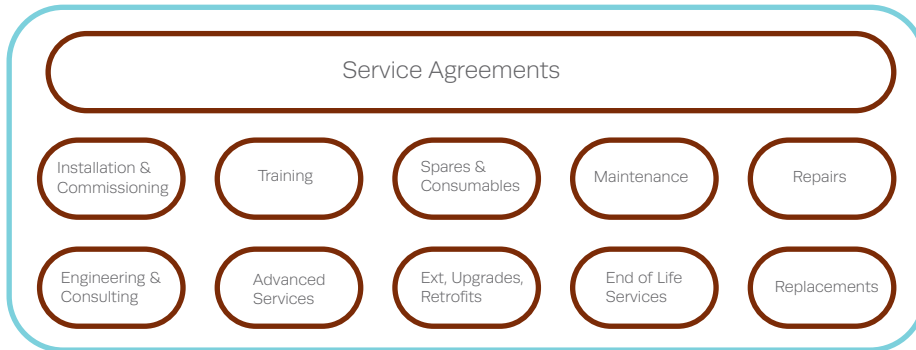 Service Agreements
Installation &
Commissioning
Training
Spares &
Consumables
Maintenance
Repairs
Engineering &
Consulting
Advanced
Services
Ext, Upgrades,
Retrofits
End of Life
Services
Replacements